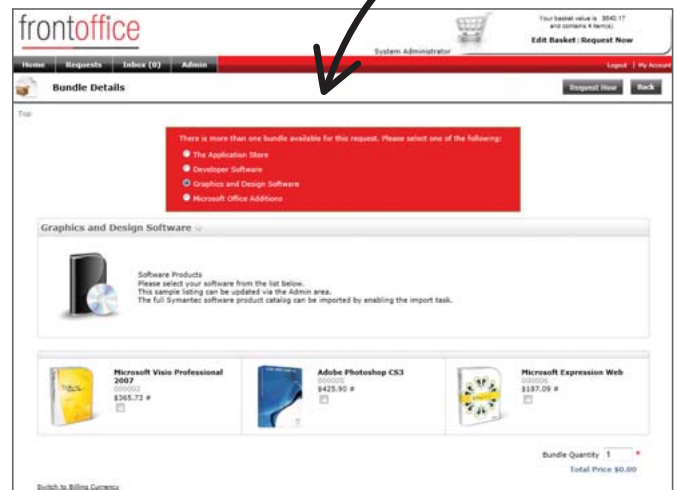 frontoffice
Your basket value is $540.17
and contains 4 item(s)
Edit Basket | Request Now
System Administrator
Home Requests Inbox (0) Admin
Logout | My Account
Bundle Details
Request Now Back
Top
There is more than one bundle available for this request. Please select one of the following:
The Application Store
Developer Software
Graphics and Design Software
Microsoft Office Additions
Graphics and Design Software
Software Products
Please select your software from the list below.
This sample listing can be updated via the Admin area.
The full Symantec software product catalog can be imported by enabling the import task.
Microsoft Visio Professional
2007
000002
$365.73 #
Adobe Photoshop CS3
000005
$425.90 #
Microsoft Expression Web
000006
$187.09 #
Bundle Quantity 1 *
Total Price $0.00
Switch to Billing Currency